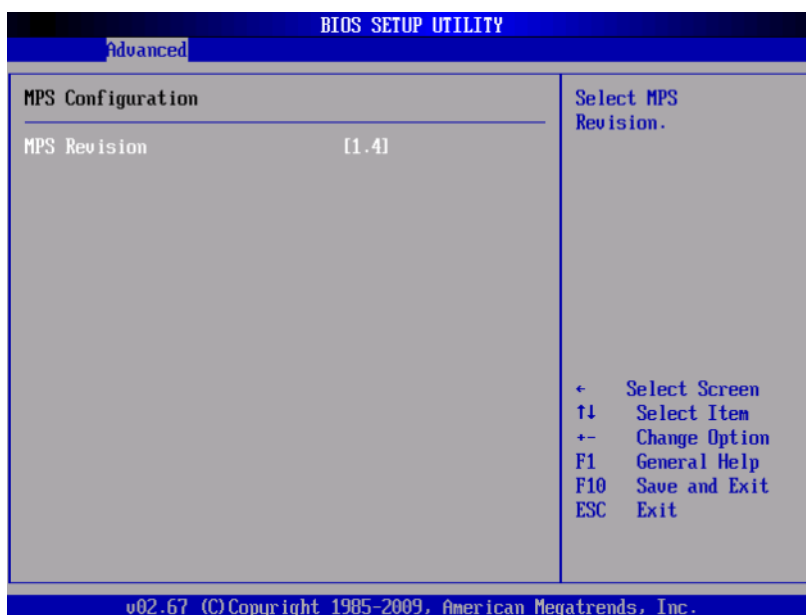 BIOS SETUP UTILITY
Advanced
MPS Configuration
MPS Revision [1.4]
Select MPS
Revision.
← Select Screen
↑↓ Select Item
+- Change Option
F1 General Help
F10 Save and Exit
ESC Exit
v02.67 (C)Copyright 1985-2009, American Megatrends, Inc.